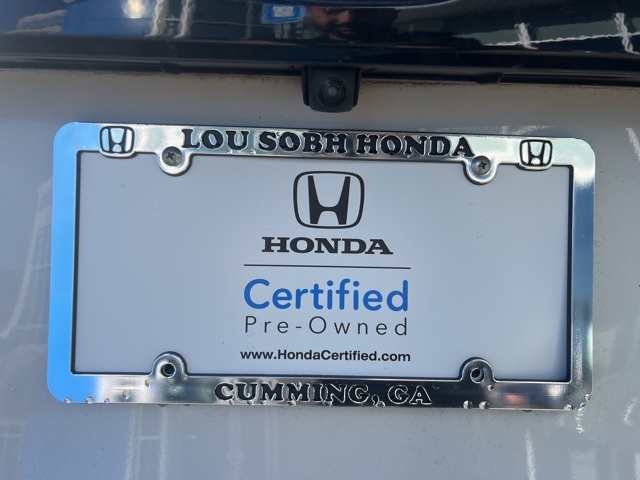 LOU SOBH HONDA
HONDA
Certified
Pre-Owned
www.HondaCertified.com
CUMMING, GA